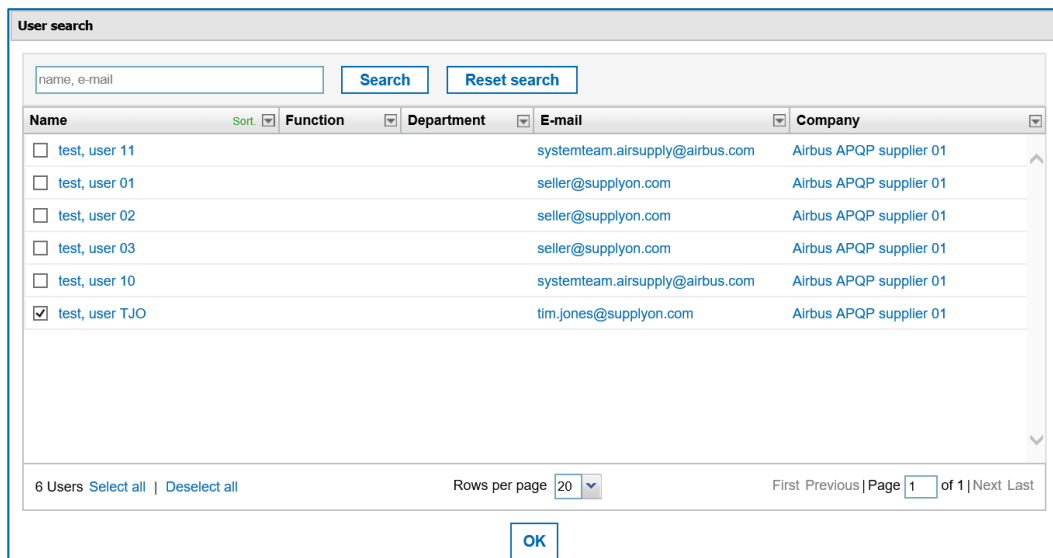 User search
name, e-mail Search Reset search
Name Sort. Function Department E-mail Company
test, user 11 systemteam.airsupply@airbus.com Airbus APQP supplier 01
test, user 01 seller@supplyon.com Airbus APQP supplier 01
test, user 02 seller@supplyon.com Airbus APQP supplier 01
test, user 03 seller@supplyon.com Airbus APQP supplier 01
test, user 10 systemteam.airsupply@airbus.com Airbus APQP supplier 01
test, user TJO tim.jones@supplyon.com Airbus APQP supplier 01
6 Users Select all | Deselect all Rows per page 20 First Previous | Page 1 of 1 | Next Last
OK